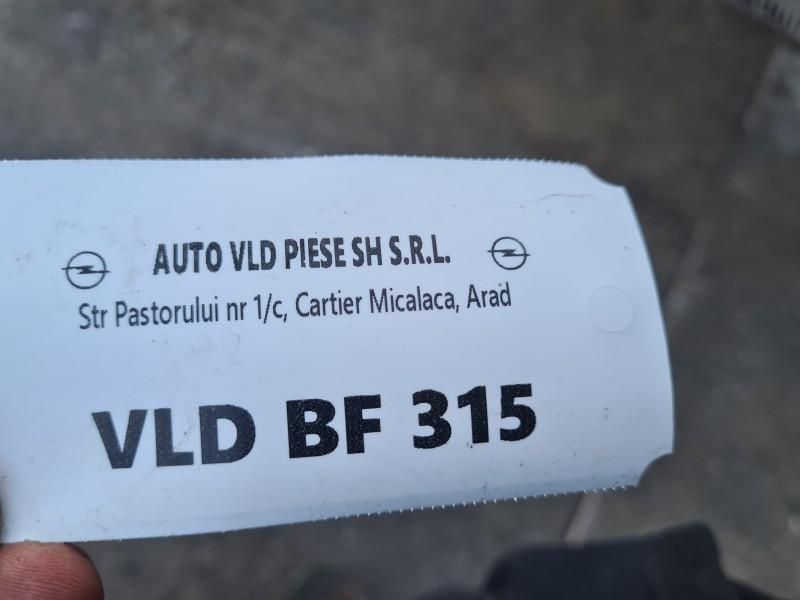 AUTO VLD PIESE SH S.R.L.
Str Pastorului nr 1/c, Cartier Micalaca, Arad
VLD BF 315